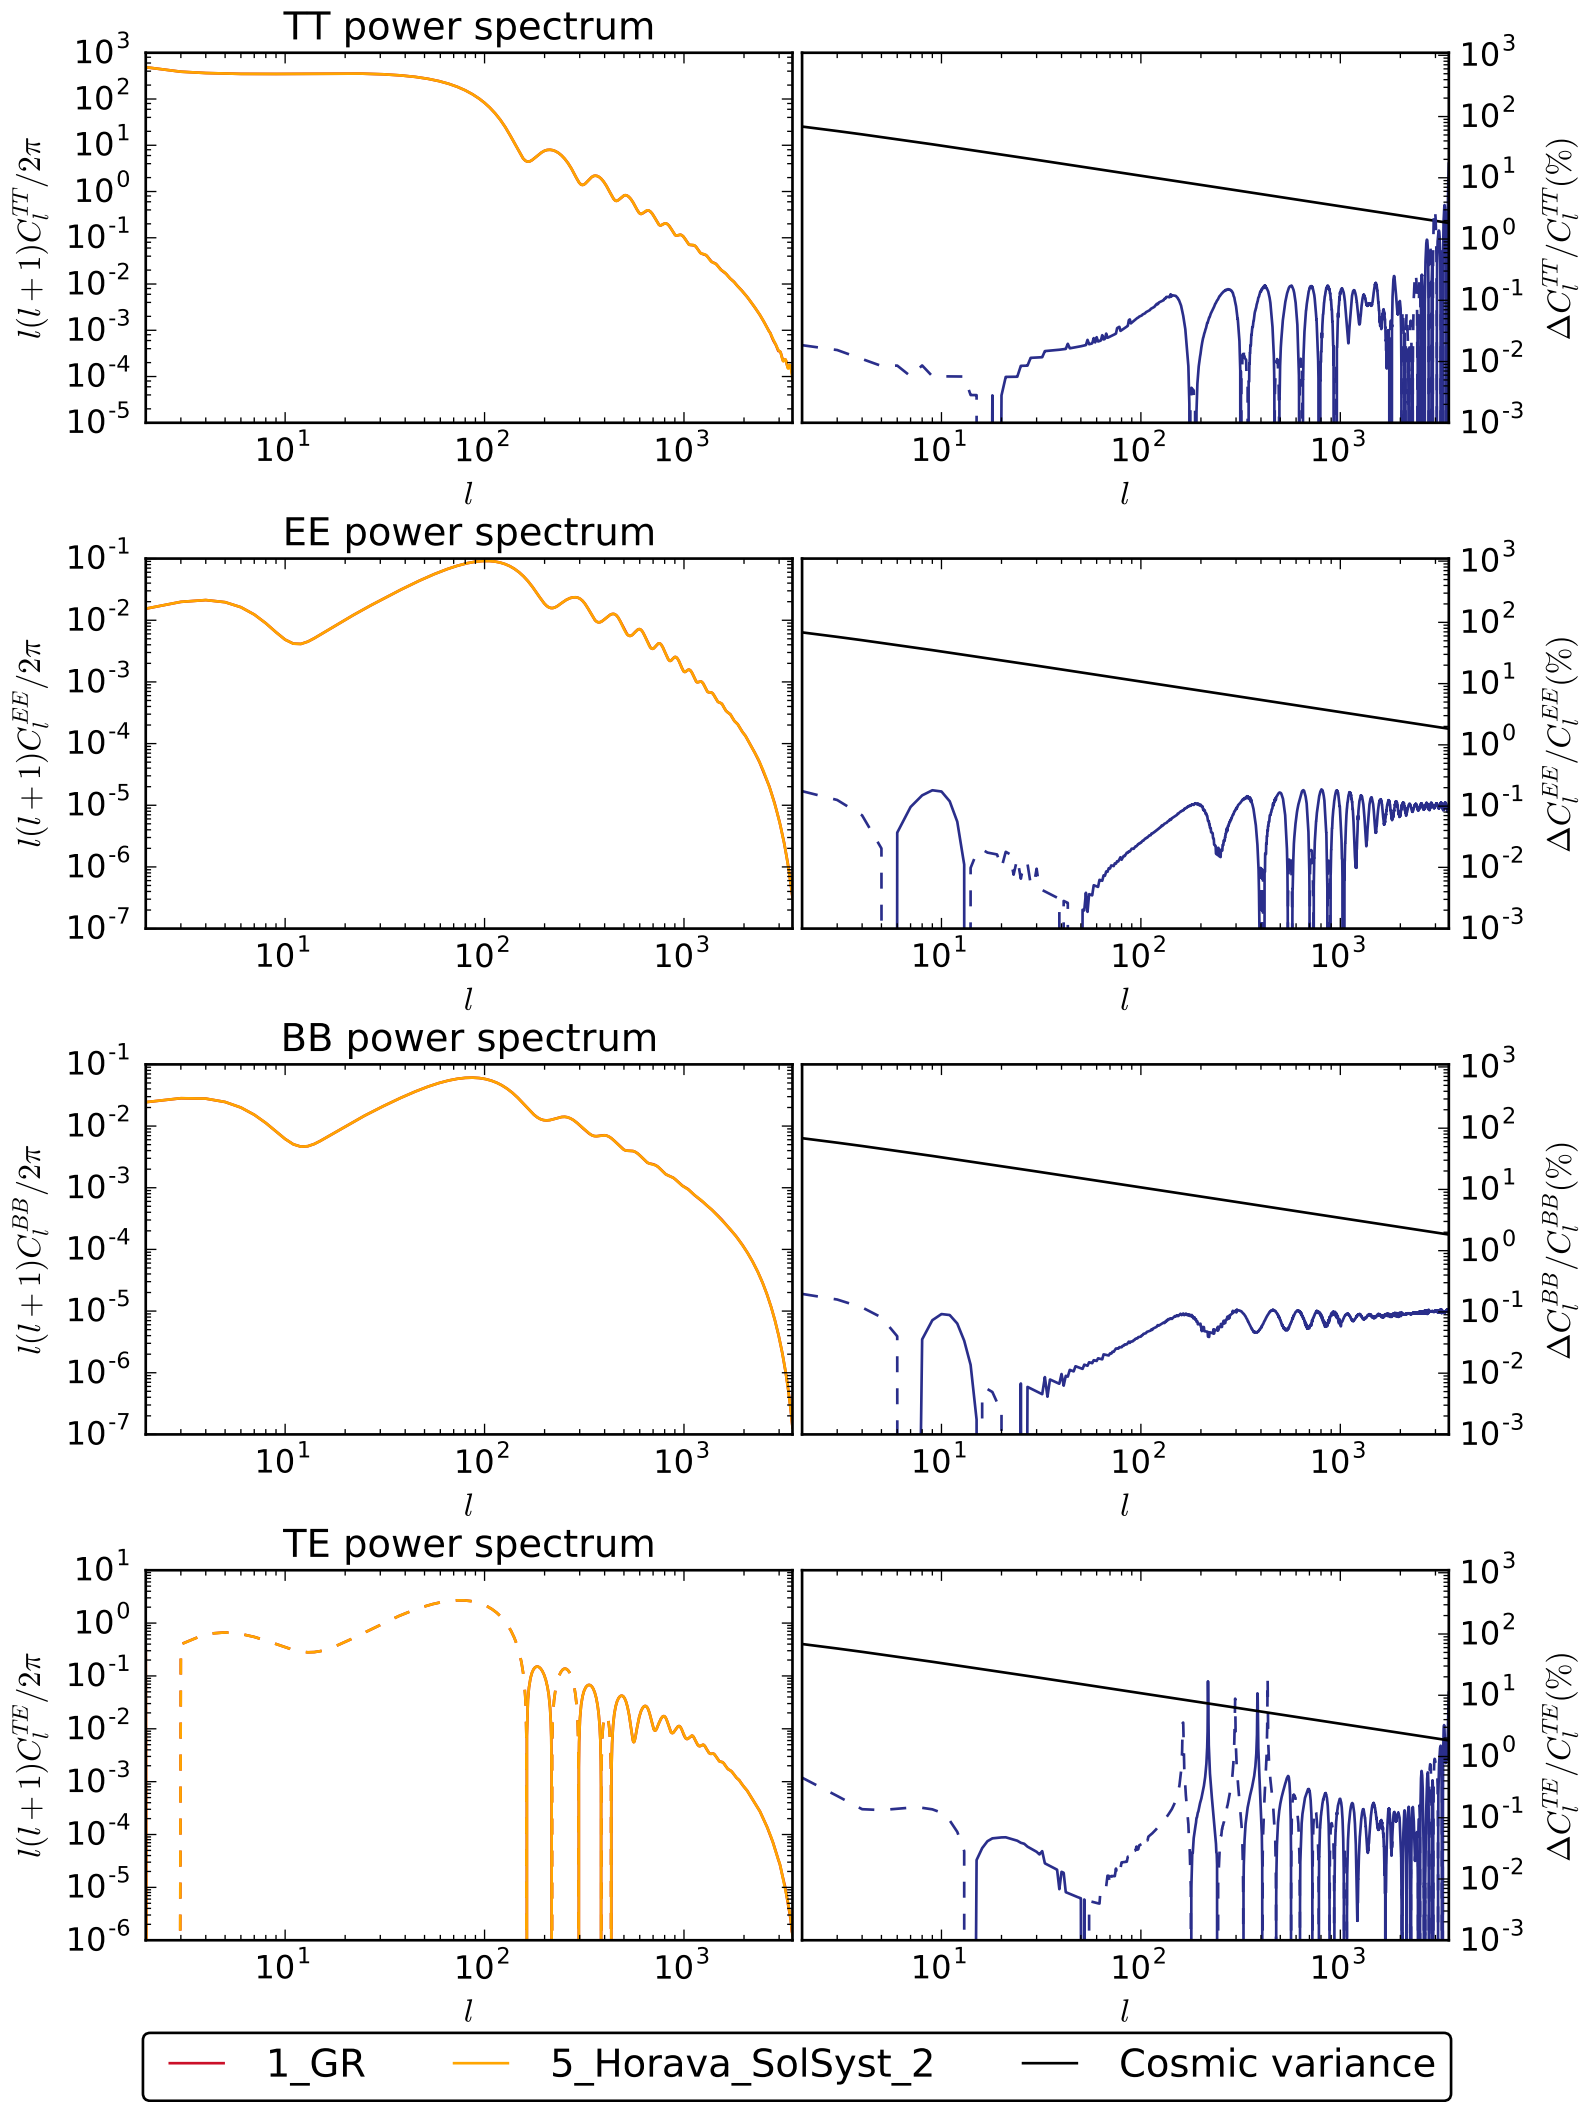 TT power spectrum
10^3
10^2
10^1
10^0
10^-1
10^-2
10^-3
10^-4
10^-5
l(l + 1)C_l^{TT}/2π
10^1 10^2 10^3
l
10^3
10^2
10^1
10^0
10^-1
10^-2
10^-3
ΔC_l^{TT}/C_l^{TT}(%)
10^1 10^2 10^3
l
EE power spectrum
10^-1
10^-2
10^-3
10^-4
10^-5
10^-6
10^-7
l(l + 1)C_l^{EE}/2π
10^1 10^2 10^3
l
10^3
10^2
10^1
10^0
10^-1
10^-2
10^-3
ΔC_l^{EE}/C_l^{EE}(%)
10^1 10^2 10^3
l
BB power spectrum
10^-1
10^-2
10^-3
10^-4
10^-5
10^-6
10^-7
l(l + 1)C_l^{BB}/2π
10^1 10^2 10^3
l
10^3
10^2
10^1
10^0
10^-1
10^-2
10^-3
ΔC_l^{BB}/C_l^{BB}(%)
10^1 10^2 10^3
l
TE power spectrum
10^1
10^0
10^-1
10^-2
10^-3
10^-4
10^-5
10^-6
l(l + 1)C_l^{TE}/2π
10^1 10^2 10^3
l
10^3
10^2
10^1
10^0
10^-1
10^-2
10^-3
ΔC_l^{TE}/C_l^{TE}(%)
10^1 10^2 10^3
l
1_GR 5_Horava_SolSyst_2 Cosmic variance